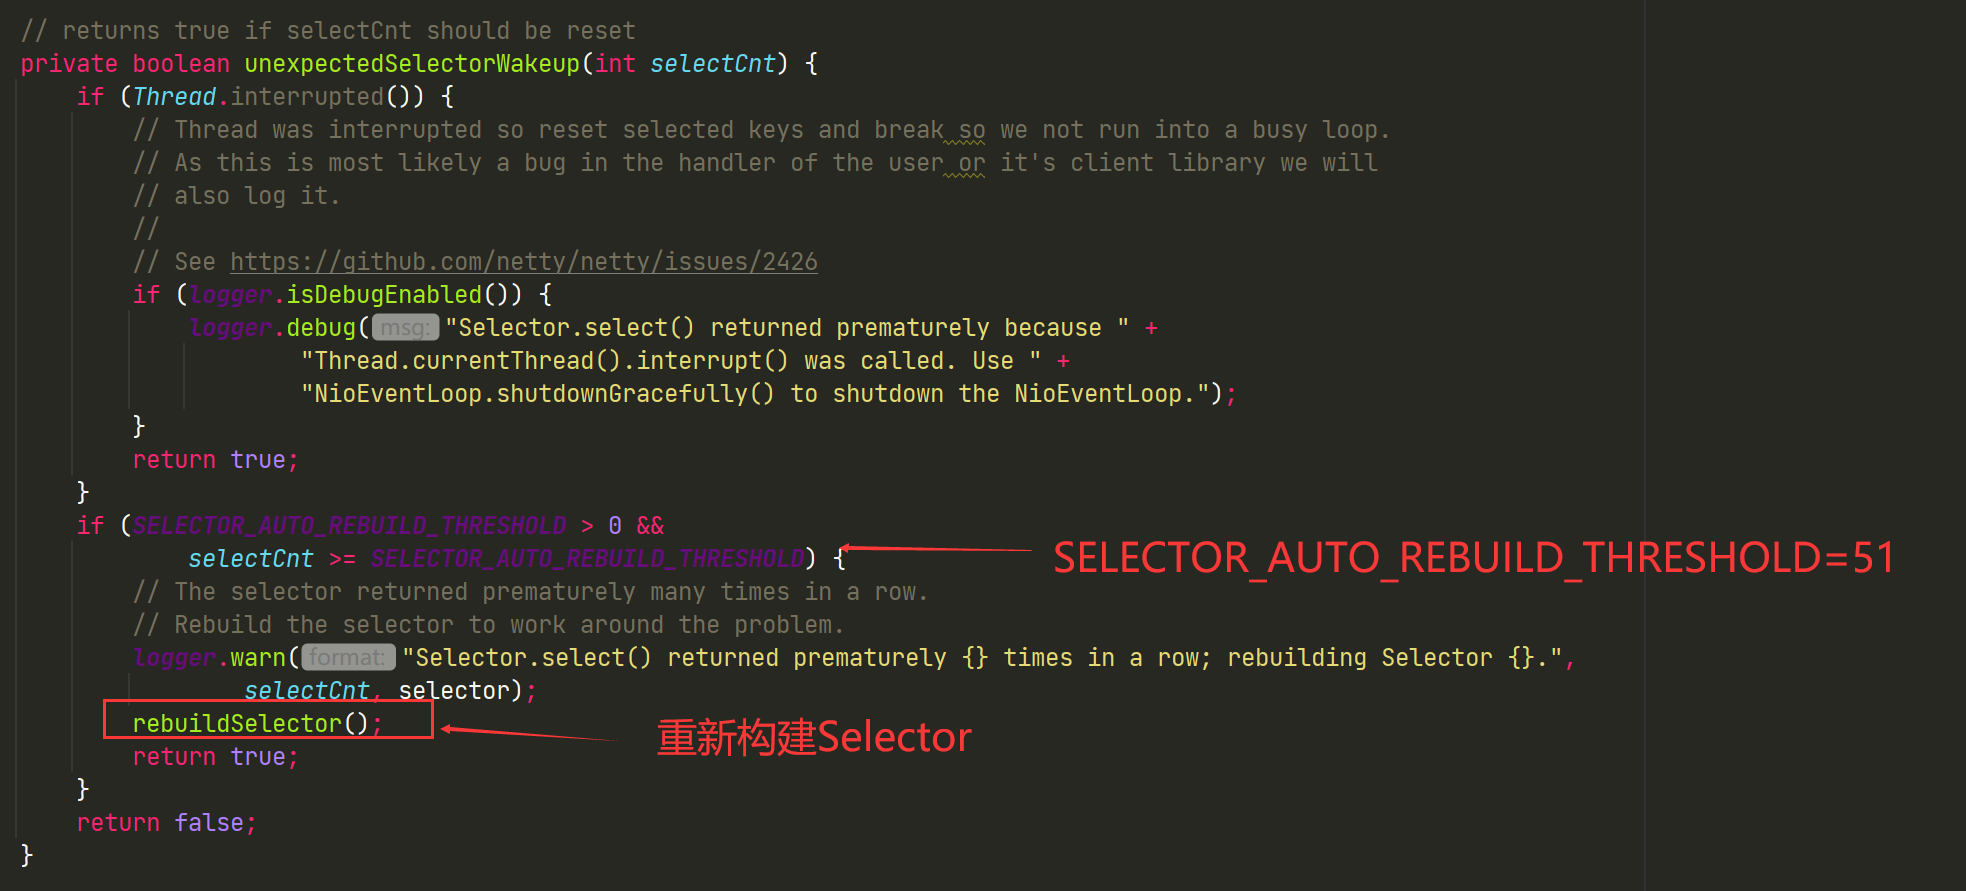 // returns true if selectCnt should be reset
private boolean unexpectedSelectorWakeup(int selectCnt) {
if (Thread.interrupted()) {
// Thread was interrupted so reset selected keys and break so we not run into a busy loop.
// As this is most likely a bug in the handler of the user or it's client library we will
// also log it.
//
// See https://github.com/netty/netty/issues/2426
if (logger.isDebugEnabled()) {
logger.debug( msg: "Selector.select() returned prematurely because " +
"Thread.currentThread().interrupt() was called. Use " +
"NioEventLoop.shutdownGracefully() to shutdown the NioEventLoop.");
}
return true;
}
if (SELECTOR_AUTO_REBUILD_THRESHOLD > 0 &&
selectCnt >= SELECTOR_AUTO_REBUILD_THRESHOLD) {
SELECTOR_AUTO_REBUILD_THRESHOLD=51
// The selector returned prematurely many times in a row.
// Rebuild the selector to work around the problem.
logger.warn( format: "Selector.select() returned prematurely {} times in a row; rebuilding Selector {}.",
selectCnt, selector);
rebuildSelector();
重新构建Selector
return true;
}
return false;
}